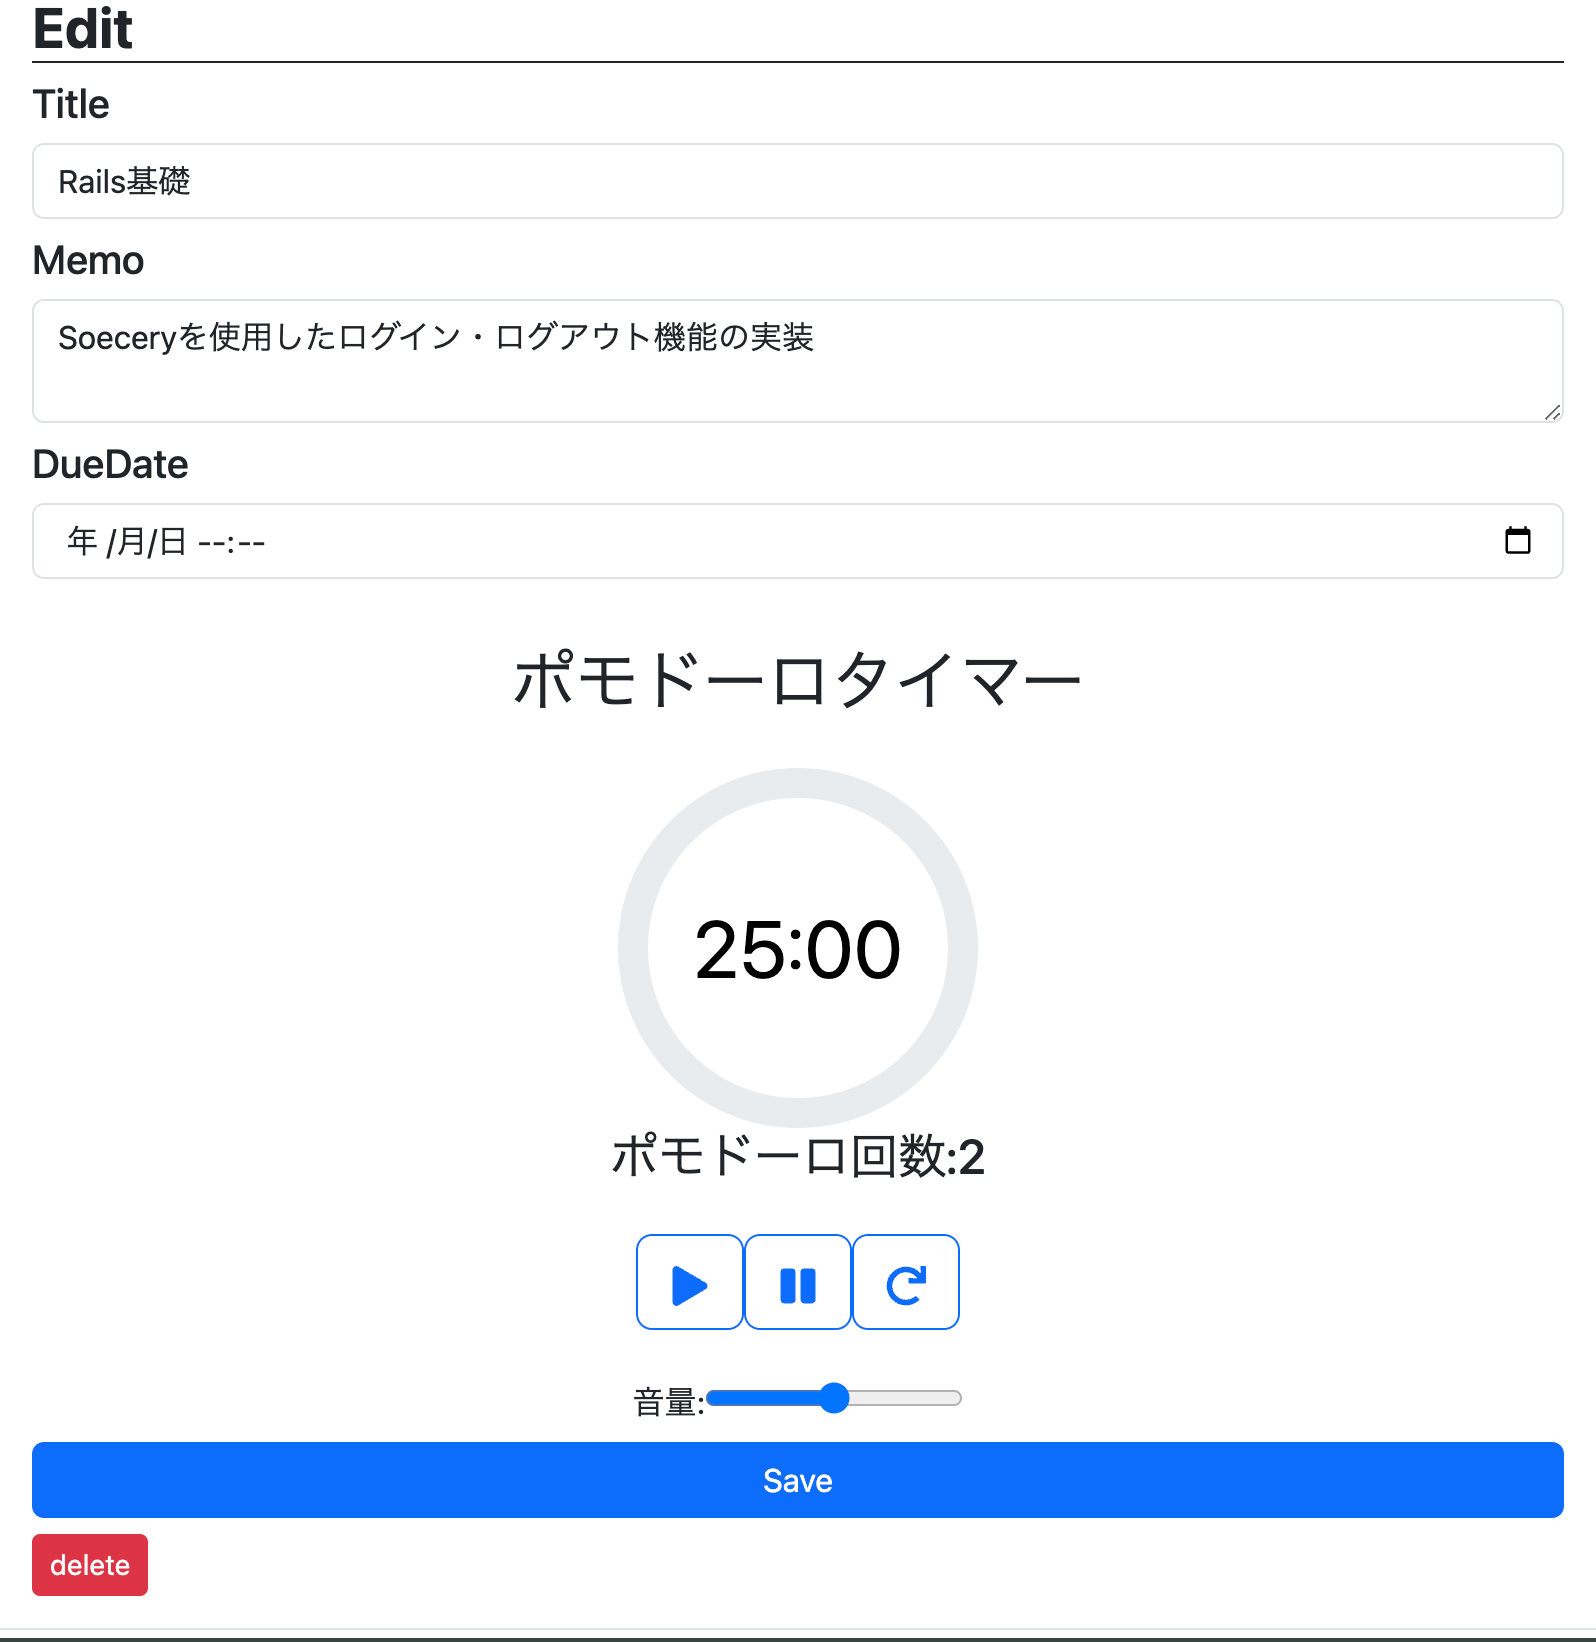 Edit
Title
Rails基礎
Memo
Soeceryを使用したログイン・ログアウト機能の実装
DueDate
年 /月/日 --:--
ポモドーロタイマー
25:00
ポモドーロ回数:2
音量:
Save
delete